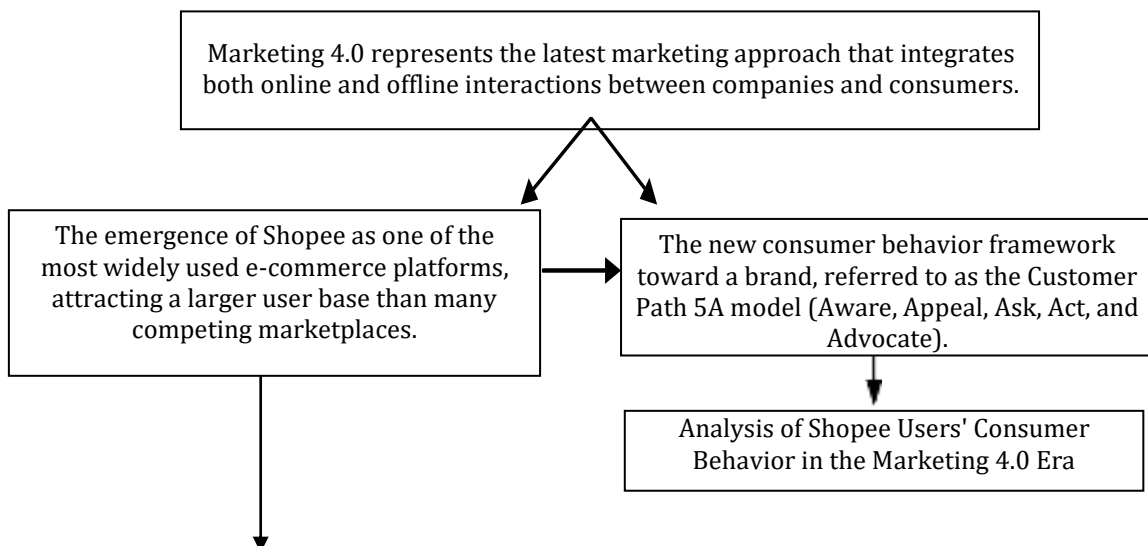 Marketing 4.0 represents the latest marketing approach that integrates
both online and offline interactions between companies and consumers.
The emergence of Shopee as one of the
most widely used e-commerce platforms,
attracting a larger user base than many
competing marketplaces.
The new consumer behavior framework
toward a brand, referred to as the Customer
Path 5A model (Aware, Appeal, Ask, Act, and
Advocate).
Analysis of Shopee Users' Consumer
Behavior in the Marketing 4.0 Era